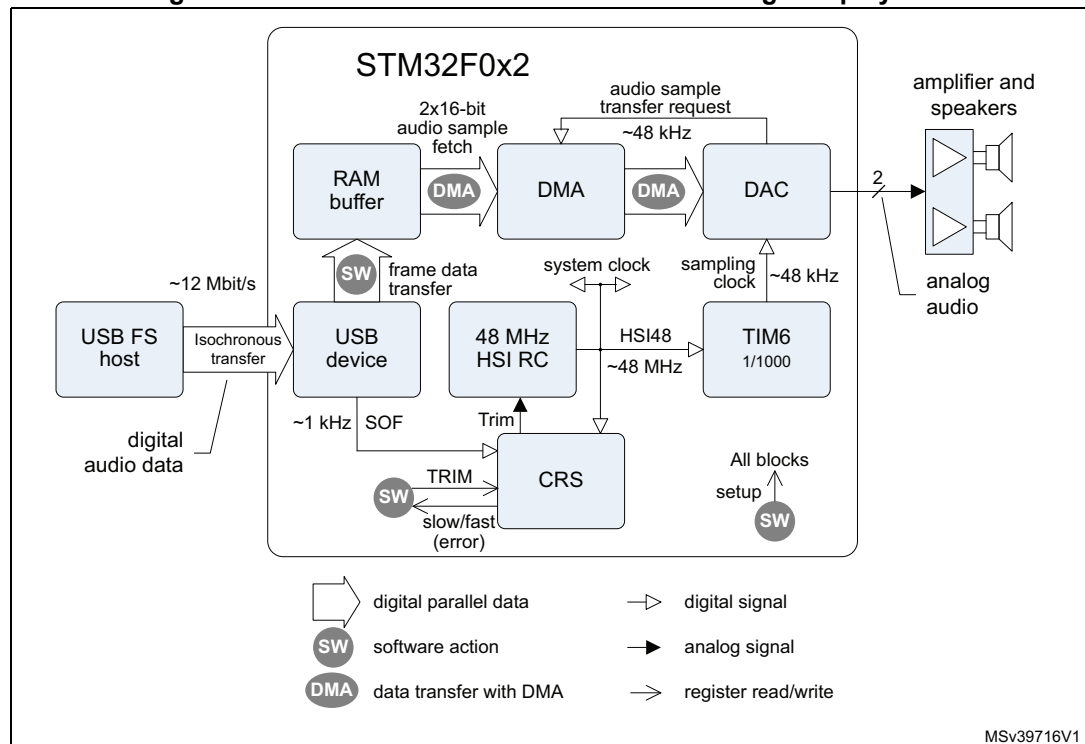 STM32F0x2
amplifier and
speakers
audio sample
transfer request
~48 kHz
2x16-bit
audio sample
fetch
RAM
buffer
DMA
DMA
DMA
DAC
2
analog
audio
SW
frame data
transfer
system clock
sampling
clock
~48 kHz
~12 Mbit/s
USB FS
host
Isochronous
transfer
USB
device
48 MHz
HSI RC
HSI48
~48 MHz
TIM6
1/1000
digital
audio data
~1 kHz
SOF
Trim
CRS
TRIM
SW
slow/fast
(error)
All blocks
setup
SW
digital parallel data
digital signal
SW
software action
analog signal
DMA
data transfer with DMA
register read/write
MSv39716V1